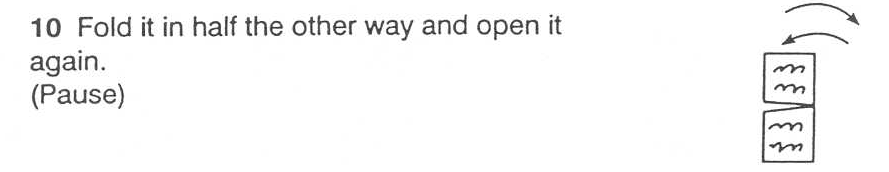 10 Fold it in half the other way and open it
again.
(Pause)